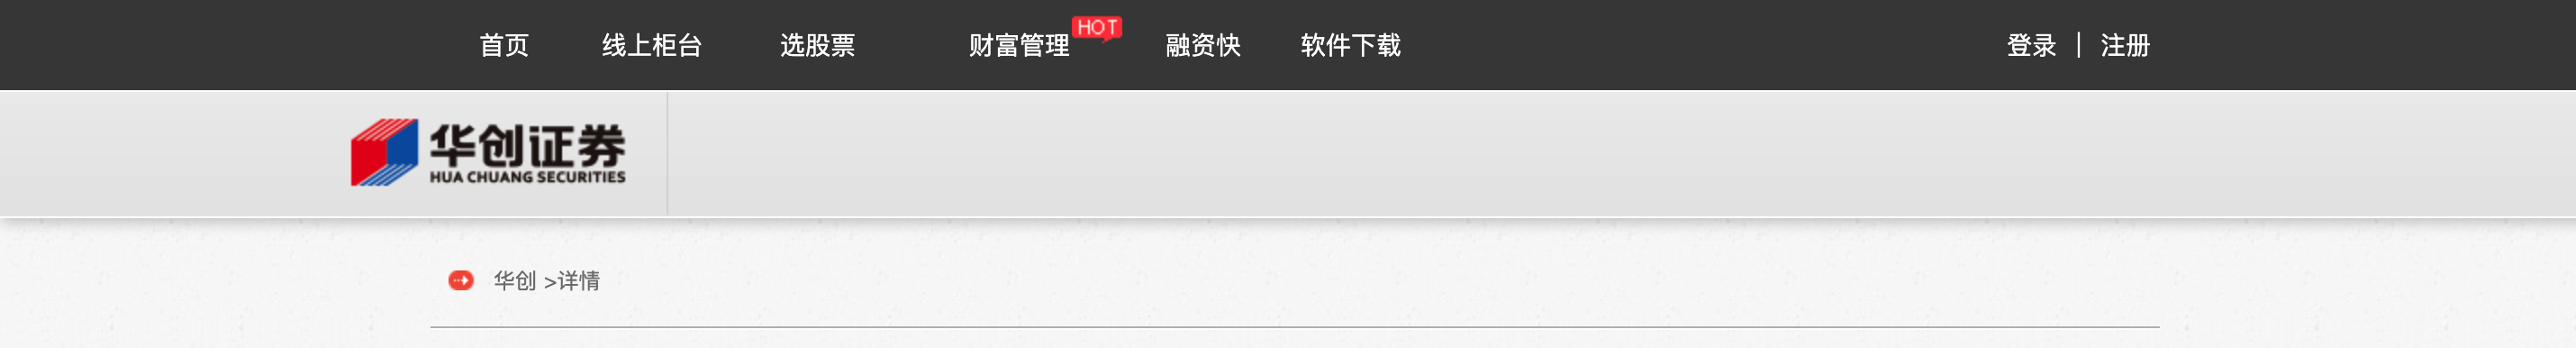 首页 线上柜台 选股票 财富管理 HOT 融资快 软件下载 登录 | 注册
华创证券
HUA CHUANG SECURITIES
华创 >详情